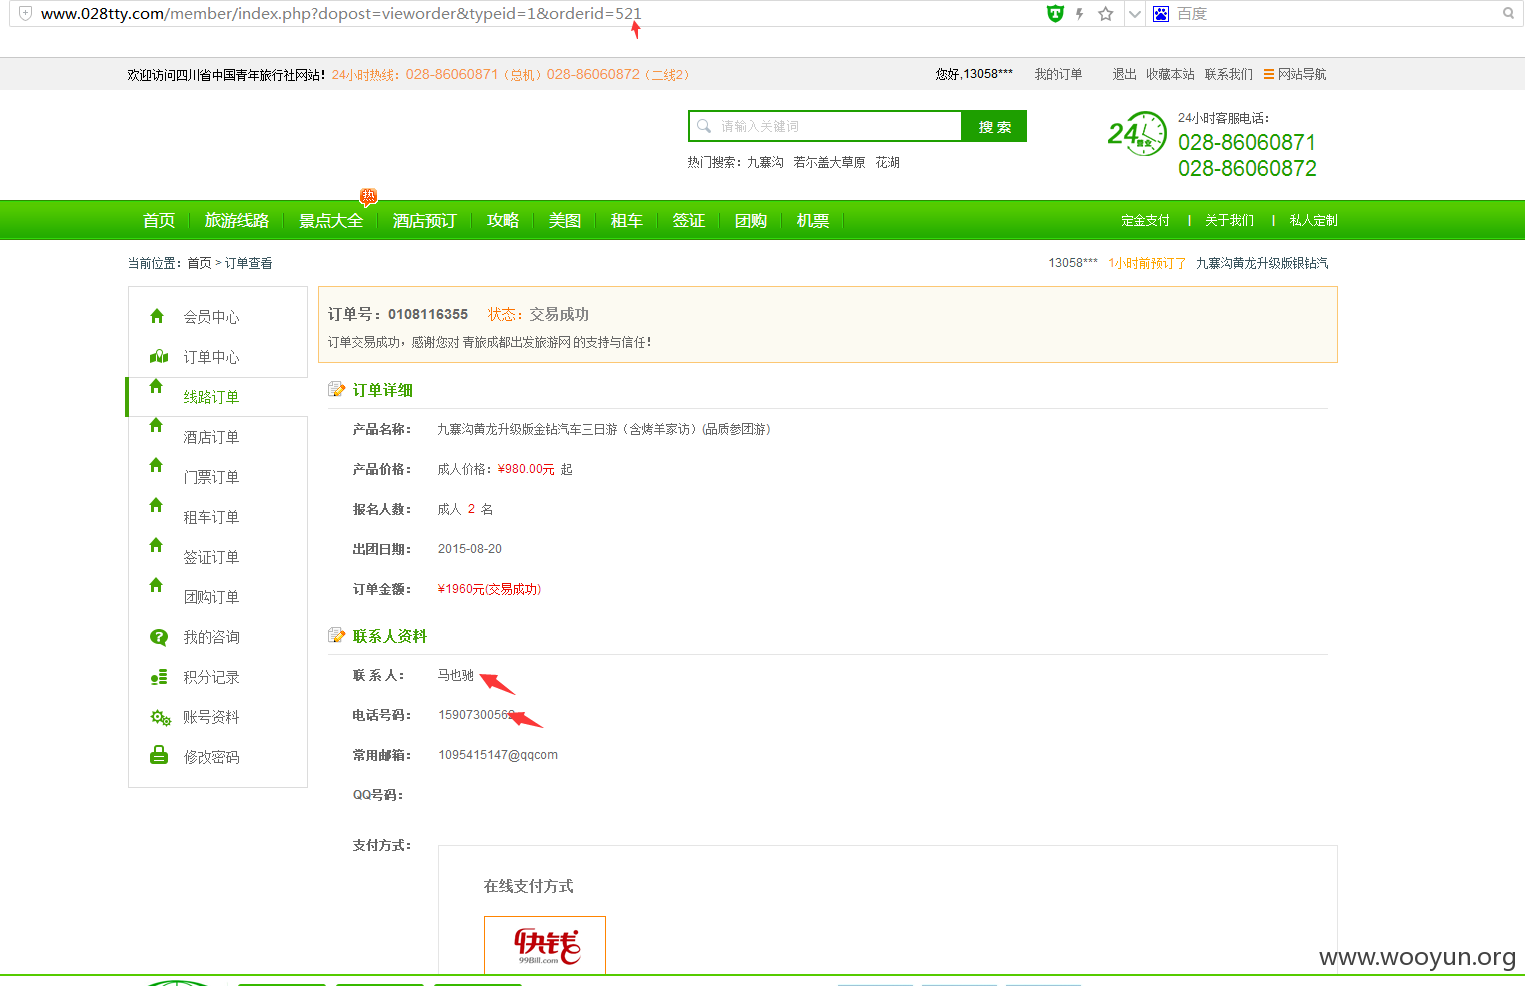 www.028tty.com/member/index.php?dopost=vieworder&typeid=1&orderid=521
百度
欢迎访问四川省中国青年旅行社网站! 24小时热线：028-86060871（总机）028-86060872（二线2）
您好,13058*** 我的订单 退出 收藏本站 联系我们 网站导航
请输入关键词
搜 索
热门搜索： 九寨沟 若尔盖大草原 花湖
24 营业
24小时客服电话：
028-86060871
028-86060872
热
首页 旅游线路 景点大全 酒店预订 攻略 美图 租车 签证 团购 机票
定金支付 | 关于我们 | 私人定制
当前位置：首页 > 订单查看
13058*** 1小时前预订了 九寨沟黄龙升级版银钻汽
会员中心
订单中心
线路订单
酒店订单
门票订单
租车订单
签证订单
团购订单
我的咨询
积分记录
账号资料
修改密码
订单号：0108116355 状态：交易成功
订单交易成功，感谢您对 青旅成都出发旅游网 的支持与信任!
订单详细
产品名称： 九寨沟黄龙升级版金钻汽车三日游（含烤羊家访）(品质参团游)
产品价格： 成人价格：¥980.00元 起
报名人数： 成人 2 名
出团日期： 2015-08-20
订单金额： ¥1960元(交易成功)
联系人资料
联 系 人： 马也驰
电话号码： 1590730056
常用邮箱： 1095415147@qqcom
QQ号码：
支付方式：
在线支付方式
快钱
99Bill.com
www.wooyun.org